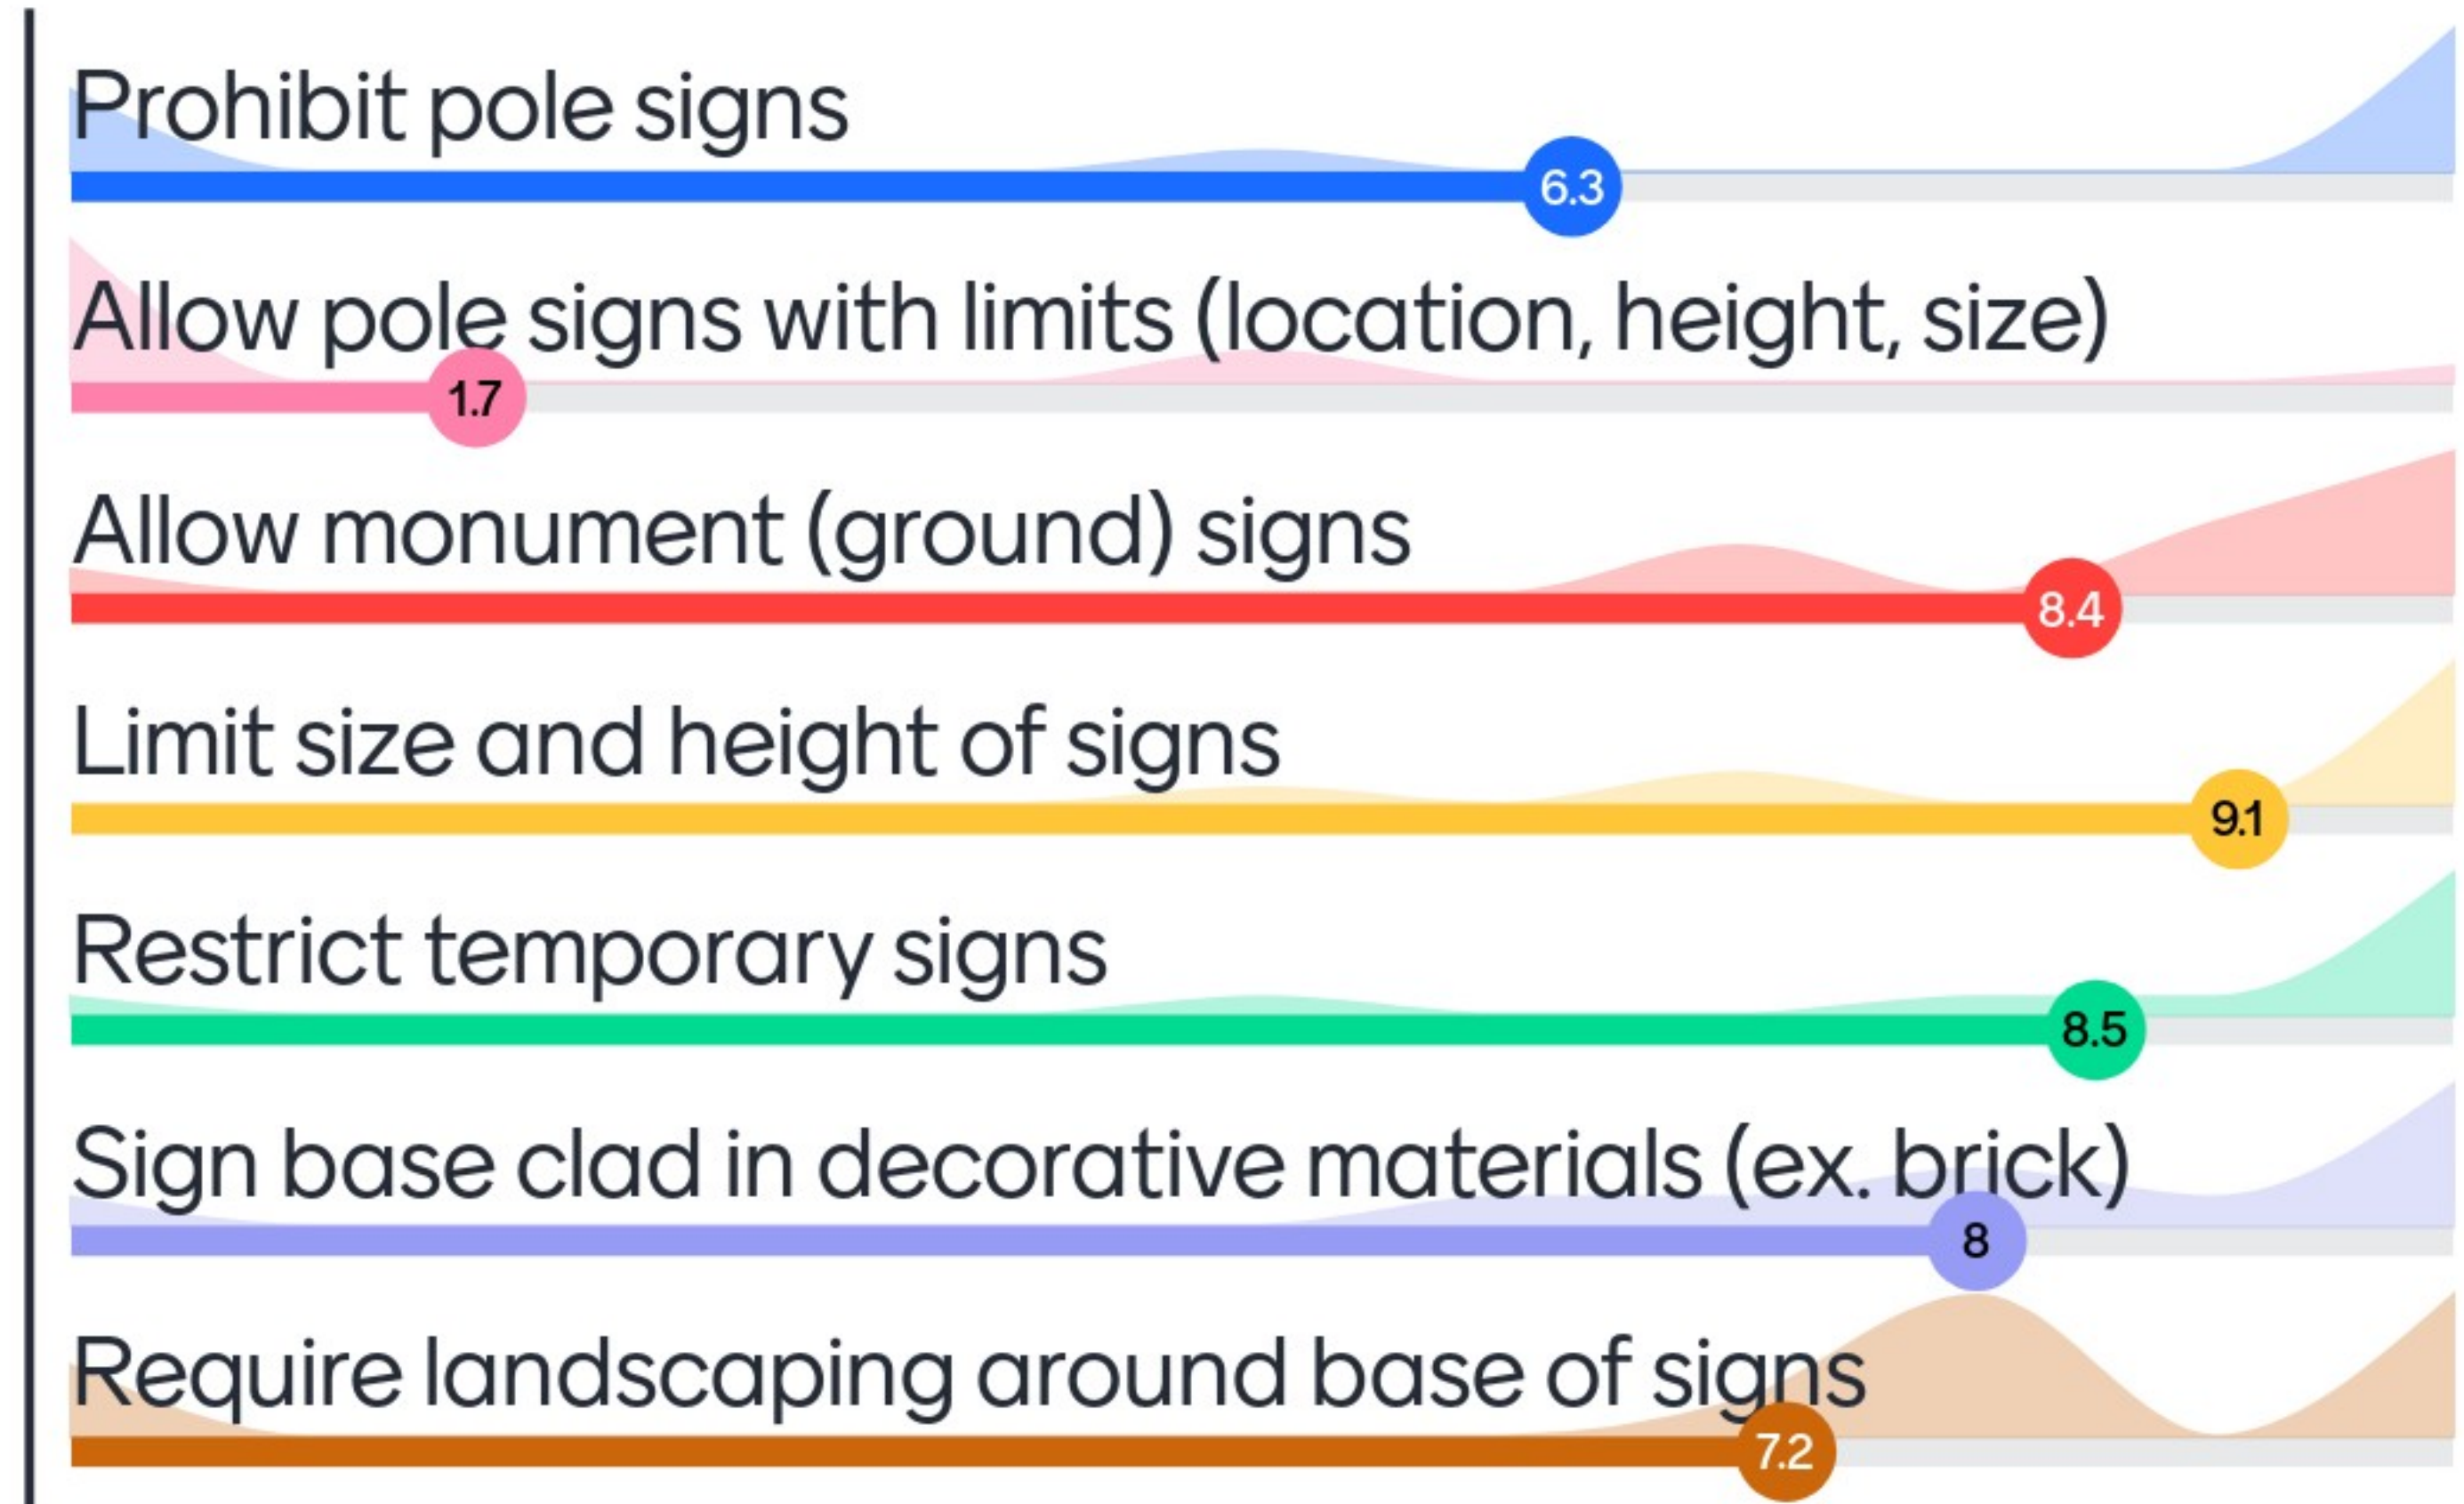 Prohibit pole signs
6.3
Allow pole signs with limits (location, height, size)
1.7
Allow monument (ground) signs
8.4
Limit size and height of signs
9.1
Restrict temporary signs
8.5
Sign base clad in decorative materials (ex. brick)
8
Require landscaping around base of signs
7.2